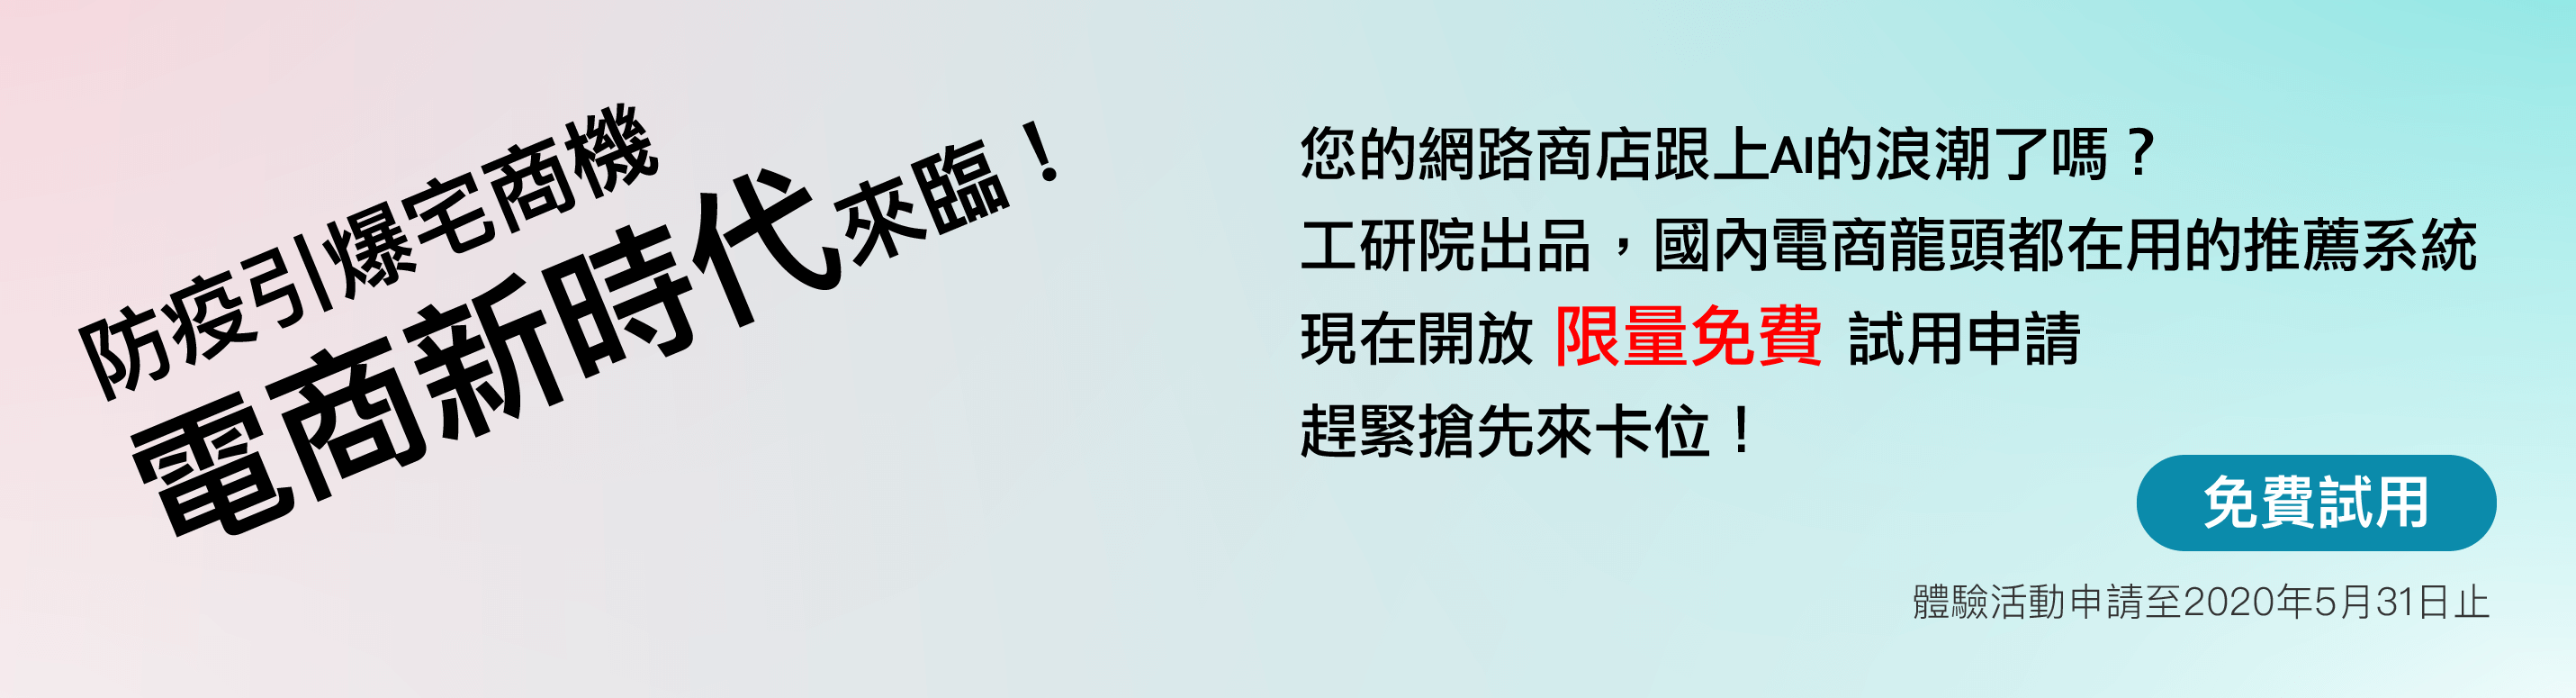 防疫引爆宅商機
電商新時代來臨！
您的網路商店跟上AI的浪潮了嗎？
工研院出品，國內電商龍頭都在用的推薦系統
現在開放 限量免費 試用申請
趕緊搶先來卡位！
免費試用
體驗活動申請至2020年5月31日止